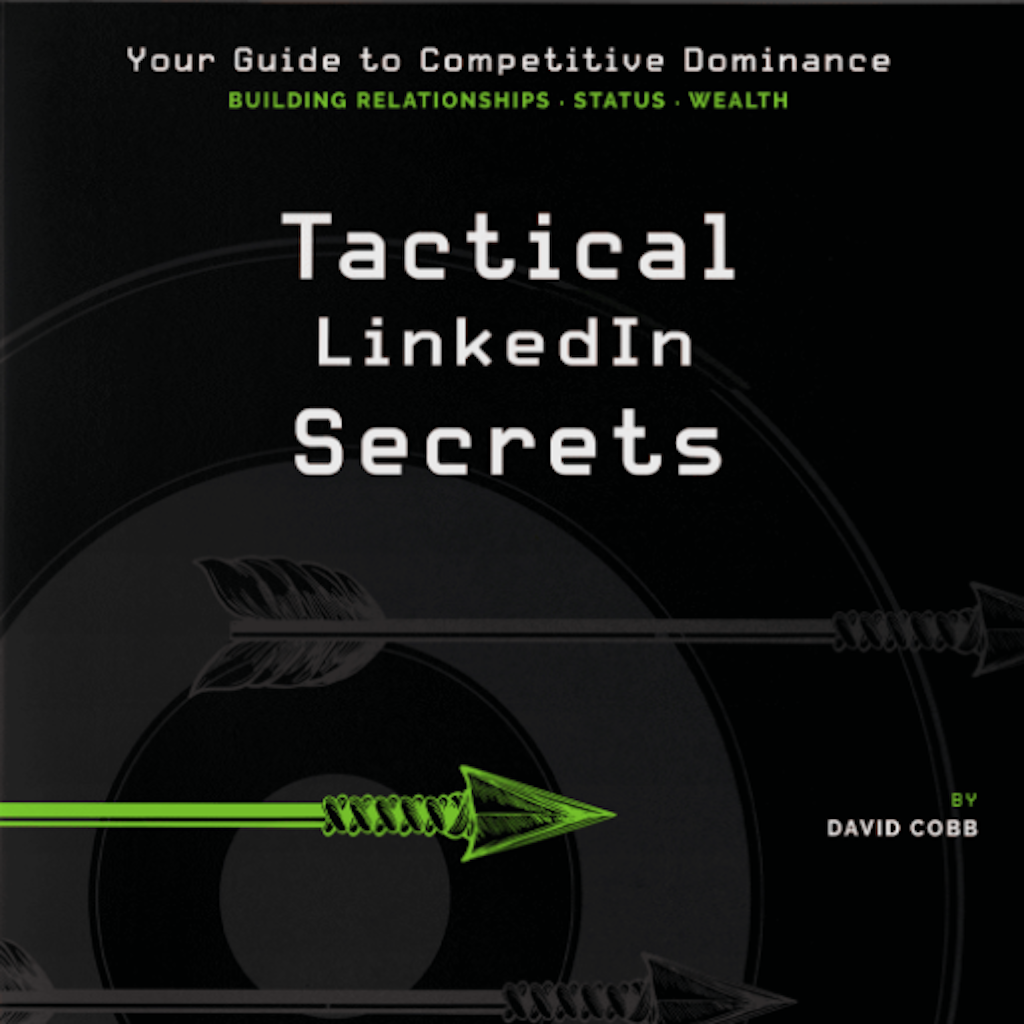 Your Guide to Competitive Dominance
BUILDING RELATIONSHIPS · STATUS · WEALTH
Tactical
LinkedIn
Secrets
BY
DAVID COBB